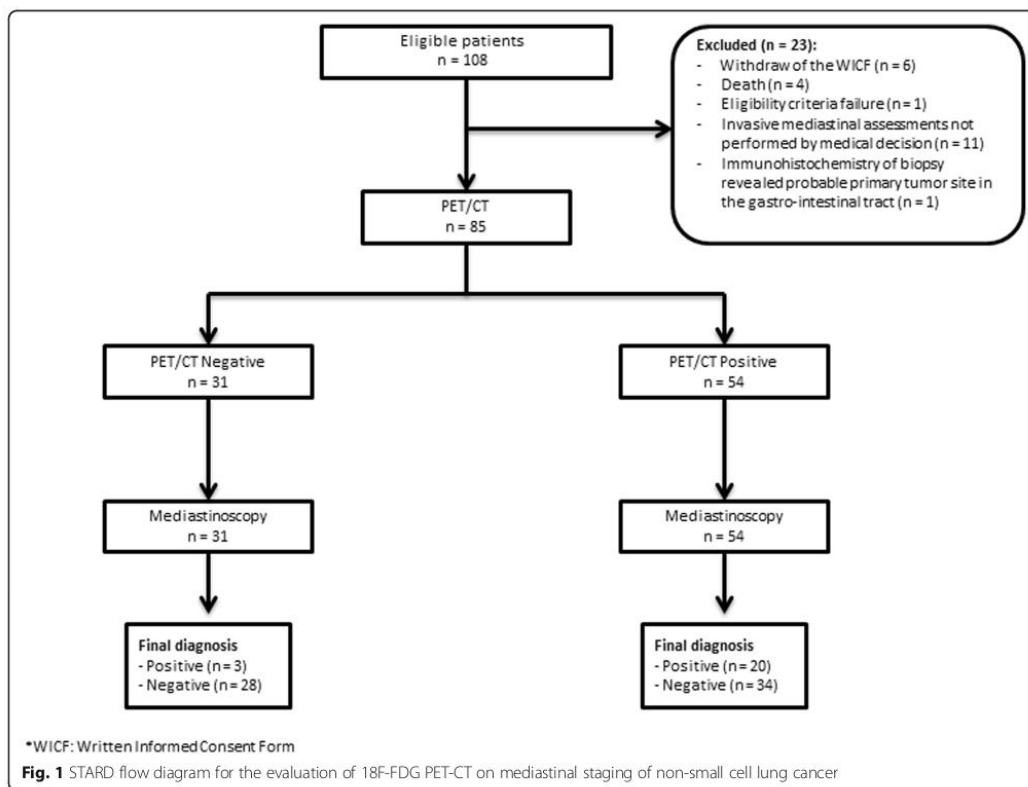 Eligible patients
n = 108
Excluded (n = 23):
- Withdraw of the WICF (n = 6)
- Death (n = 4)
- Eligibility criteria failure (n = 1)
- Invasive mediastinal assessments not
performed by medical decision (n = 11)
- Immunohistochemistry of biopsy
revealed probable primary tumor site in
the gastro-intestinal tract (n = 1)
PET/CT
n = 85
PET/CT Negative
n = 31
PET/CT Positive
n = 54
Mediastinoscopy
n = 31
Mediastinoscopy
n = 54
Final diagnosis
- Positive (n = 3)
- Negative (n = 28)
Final diagnosis
- Positive (n = 20)
- Negative (n = 34)
*WICF: Written Informed Consent Form
Fig. 1 STARD flow diagram for the evaluation of 18F-FDG PET-CT on mediastinal staging of non-small cell lung cancer